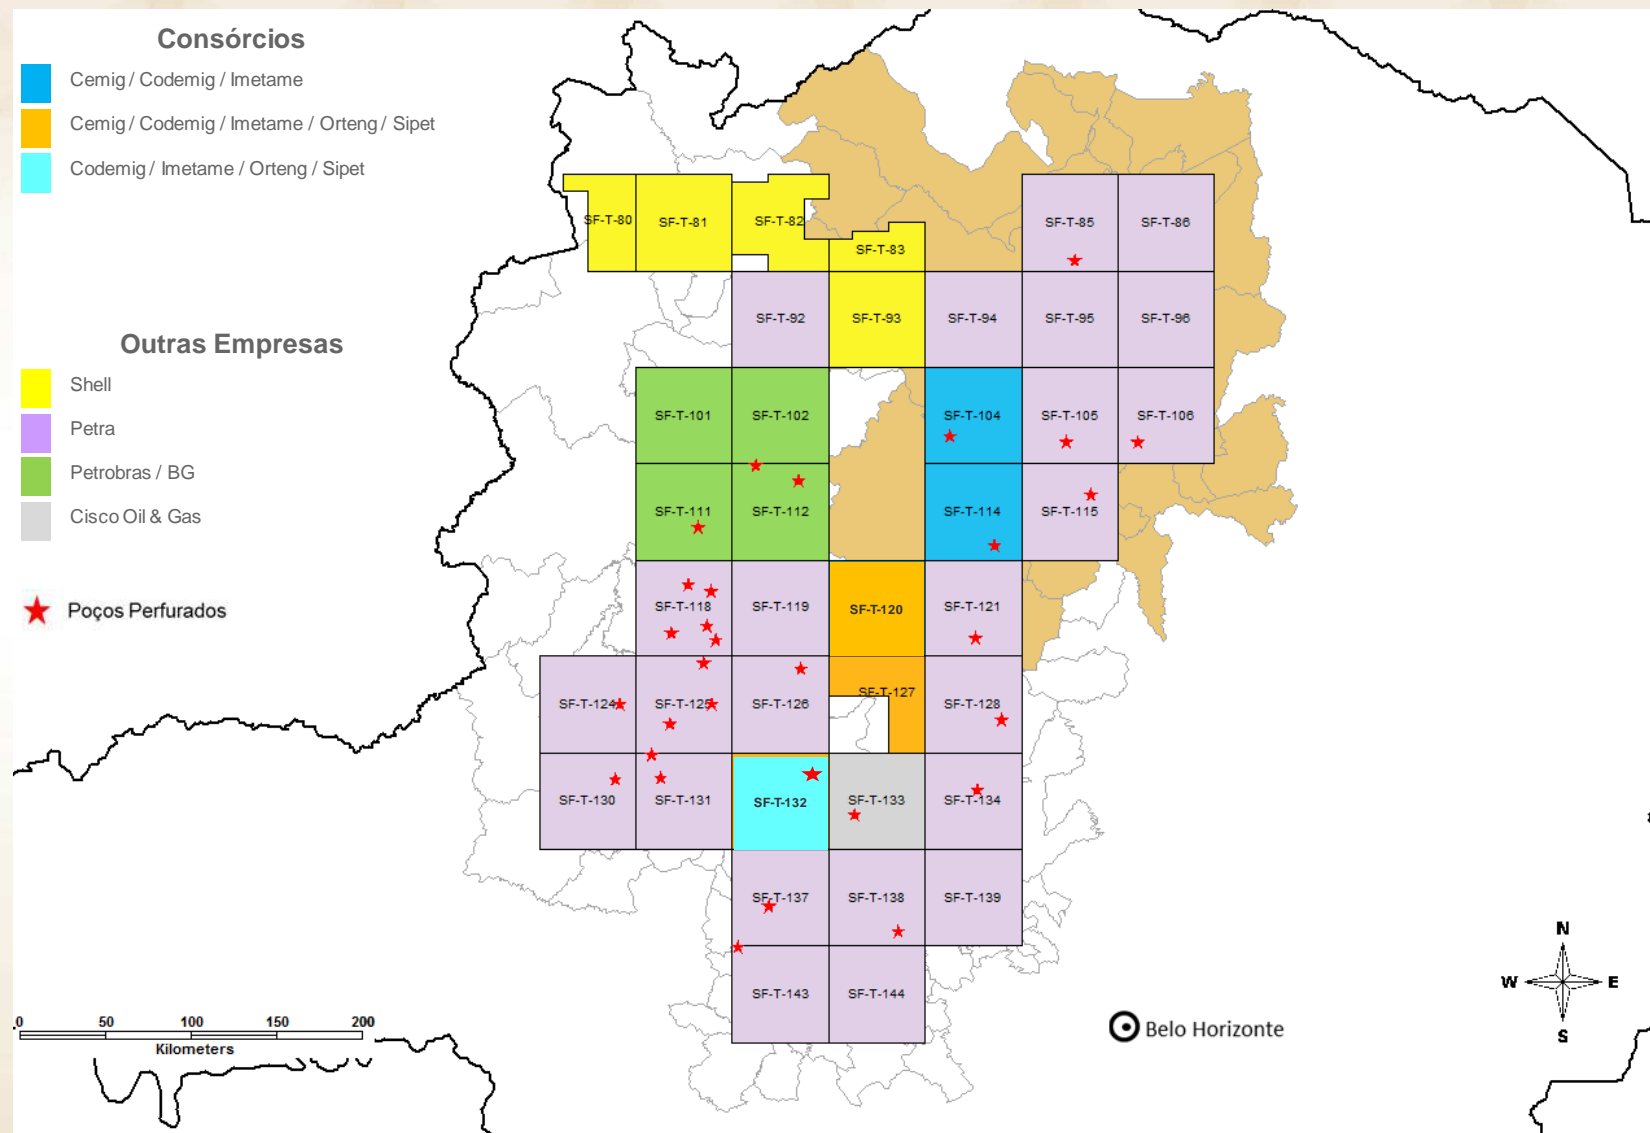 Consórcios
Cemig / Codemig / Imetame
Cemig / Codemig / Imetame / Orteng / Sipet
Codemig / Imetame / Orteng / Sipet
Outras Empresas
Shell
Petra
Petrobras / BG
Cisco Oil & Gas
Poços Perfurados
SF-T-80
SF-T-81
SF-T-82
SF-T-83
SF-T-85
SF-T-86
SF-T-92
SF-T-93
SF-T-94
SF-T-95
SF-T-96
SF-T-101
SF-T-102
SF-T-104
SF-T-105
SF-T-106
SF-T-111
SF-T-112
SF-T-114
SF-T-115
SF-T-118
SF-T-119
SF-T-120
SF-T-121
SF-T-124
SF-T-125
SF-T-126
SF-T-127
SF-T-128
SF-T-130
SF-T-131
SF-T-132
SF-T-133
SF-T-134
SF-T-137
SF-T-138
SF-T-139
SF-T-143
SF-T-144
0 50 100 150 200
Kilometers
Belo Horizonte
N
W E
S